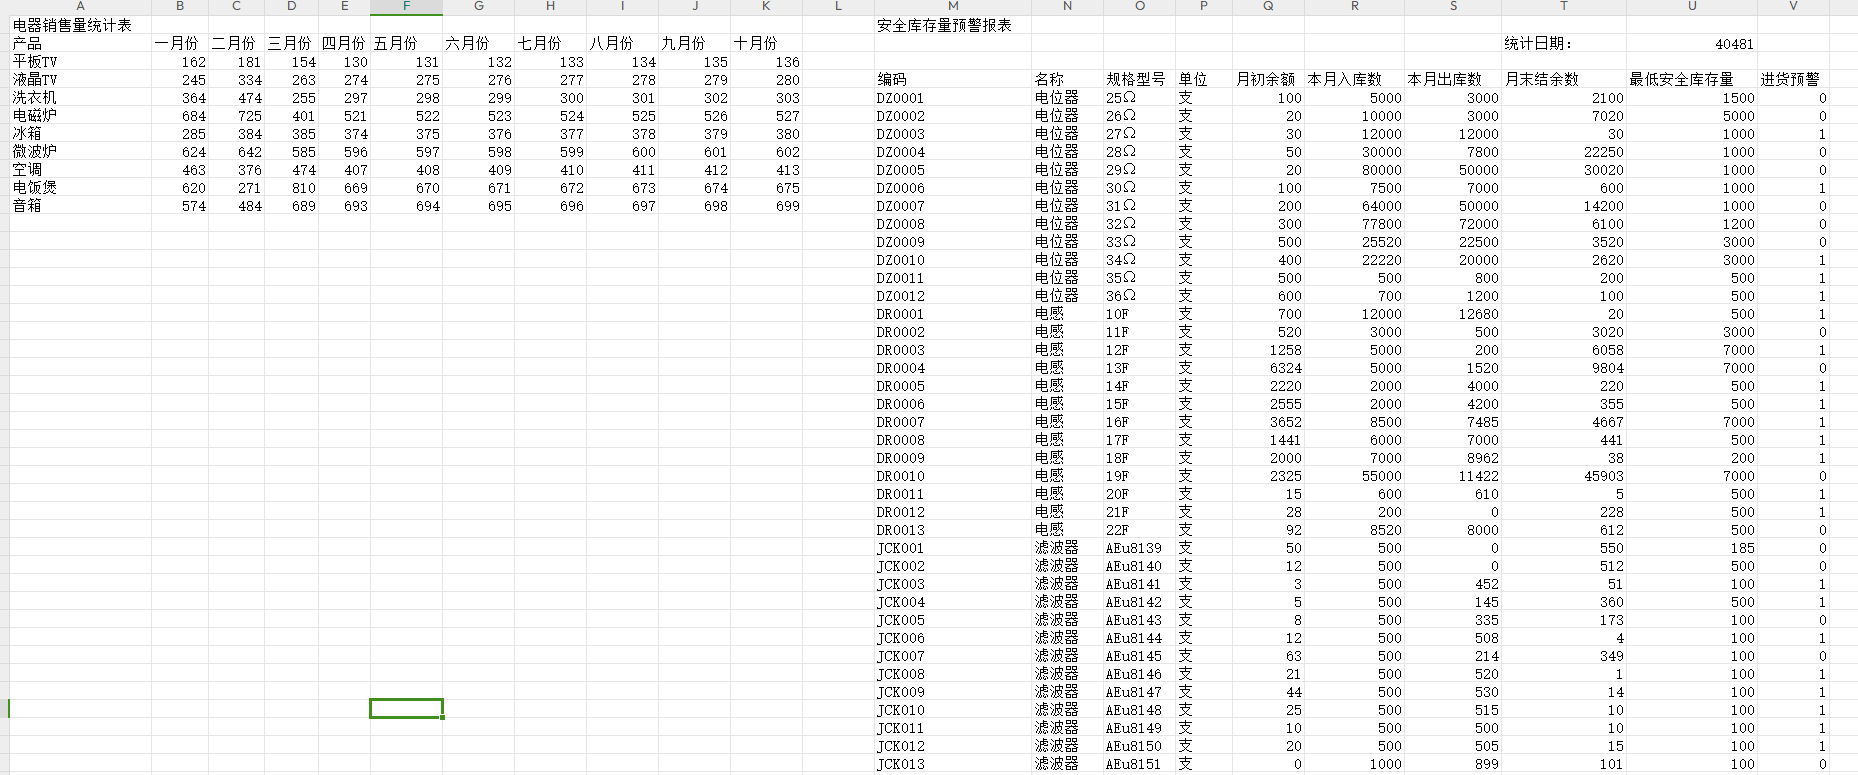 A B C D E F G H I J K L M N O P Q R S T U V
电器销售量统计表 安全库存量预警报表
产品 一月份 二月份 三月份 四月份 五月份 六月份 七月份 八月份 九月份 十月份 统计日期： 40481
平板TV 162 181 154 130 131 132 133 134 135 136
液晶TV 245 334 263 274 275 276 277 278 279 280 编码 名称 规格型号 单位 月初余额 本月入库数 本月出库数 月末结余数 最低安全库存量 进货预警
洗衣机 364 474 255 297 298 299 300 301 302 303 DZ0001 电位器 25Ω 支 100 5000 3000 2100 1500 0
电磁炉 684 725 401 521 522 523 524 525 526 527 DZ0002 电位器 26Ω 支 20 10000 3000 7020 5000 0
冰箱 285 384 385 374 375 376 377 378 379 380 DZ0003 电位器 27Ω 支 30 12000 12000 30 1000 1
微波炉 624 642 585 596 597 598 599 600 601 602 DZ0004 电位器 28Ω 支 50 30000 7800 22250 1000 0
空调 463 376 474 407 408 409 410 411 412 413 DZ0005 电位器 29Ω 支 20 80000 50000 30020 1000 0
电饭煲 620 271 810 669 670 671 672 673 674 675 DZ0006 电位器 30Ω 支 100 7500 7000 600 1000 1
音箱 574 484 689 693 694 695 696 697 698 699 DZ0007 电位器 31Ω 支 200 64000 50000 14200 1000 0
DZ0008 电位器 32Ω 支 300 77800 72000 6100 1200 0
DZ0009 电位器 33Ω 支 500 25520 22500 3520 3000 0
DZ0010 电位器 34Ω 支 400 22220 20000 2620 3000 1
DZ0011 电位器 35Ω 支 500 500 800 200 500 1
DZ0012 电位器 36Ω 支 600 700 1200 100 500 1
DR0001 电感 10F 支 700 12000 12680 20 500 1
DR0002 电感 11F 支 520 3000 500 3020 3000 0
DR0003 电感 12F 支 1258 5000 200 6058 7000 1
DR0004 电感 13F 支 6324 5000 1520 9804 7000 0
DR0005 电感 14F 支 2220 2000 4000 220 500 1
DR0006 电感 15F 支 2555 2000 4200 355 500 1
DR0007 电感 16F 支 3652 8500 7485 4667 7000 1
DR0008 电感 17F 支 1441 6000 7000 441 500 1
DR0009 电感 18F 支 2000 7000 8962 38 200 1
DR0010 电感 19F 支 2325 55000 11422 45903 7000 0
DR0011 电感 20F 支 15 600 610 5 500 1
DR0012 电感 21F 支 28 200 0 228 500 1
DR0013 电感 22F 支 92 8520 8000 612 500 0
JCK001 滤波器 AEu8139 支 50 500 0 550 185 0
JCK002 滤波器 AEu8140 支 12 500 0 512 500 0
JCK003 滤波器 AEu8141 支 3 500 452 51 100 1
JCK004 滤波器 AEu8142 支 5 500 145 360 500 1
JCK005 滤波器 AEu8143 支 8 500 335 173 100 0
JCK006 滤波器 AEu8144 支 12 500 508 4 100 1
JCK007 滤波器 AEu8145 支 63 500 214 349 100 0
JCK008 滤波器 AEu8146 支 21 500 520 1 100 1
JCK009 滤波器 AEu8147 支 44 500 530 14 100 1
JCK010 滤波器 AEu8148 支 25 500 515 10 100 1
JCK011 滤波器 AEu8149 支 10 500 500 10 100 1
JCK012 滤波器 AEu8150 支 20 500 505 15 100 1
JCK013 滤波器 AEu8151 支 0 1000 899 101 100 0